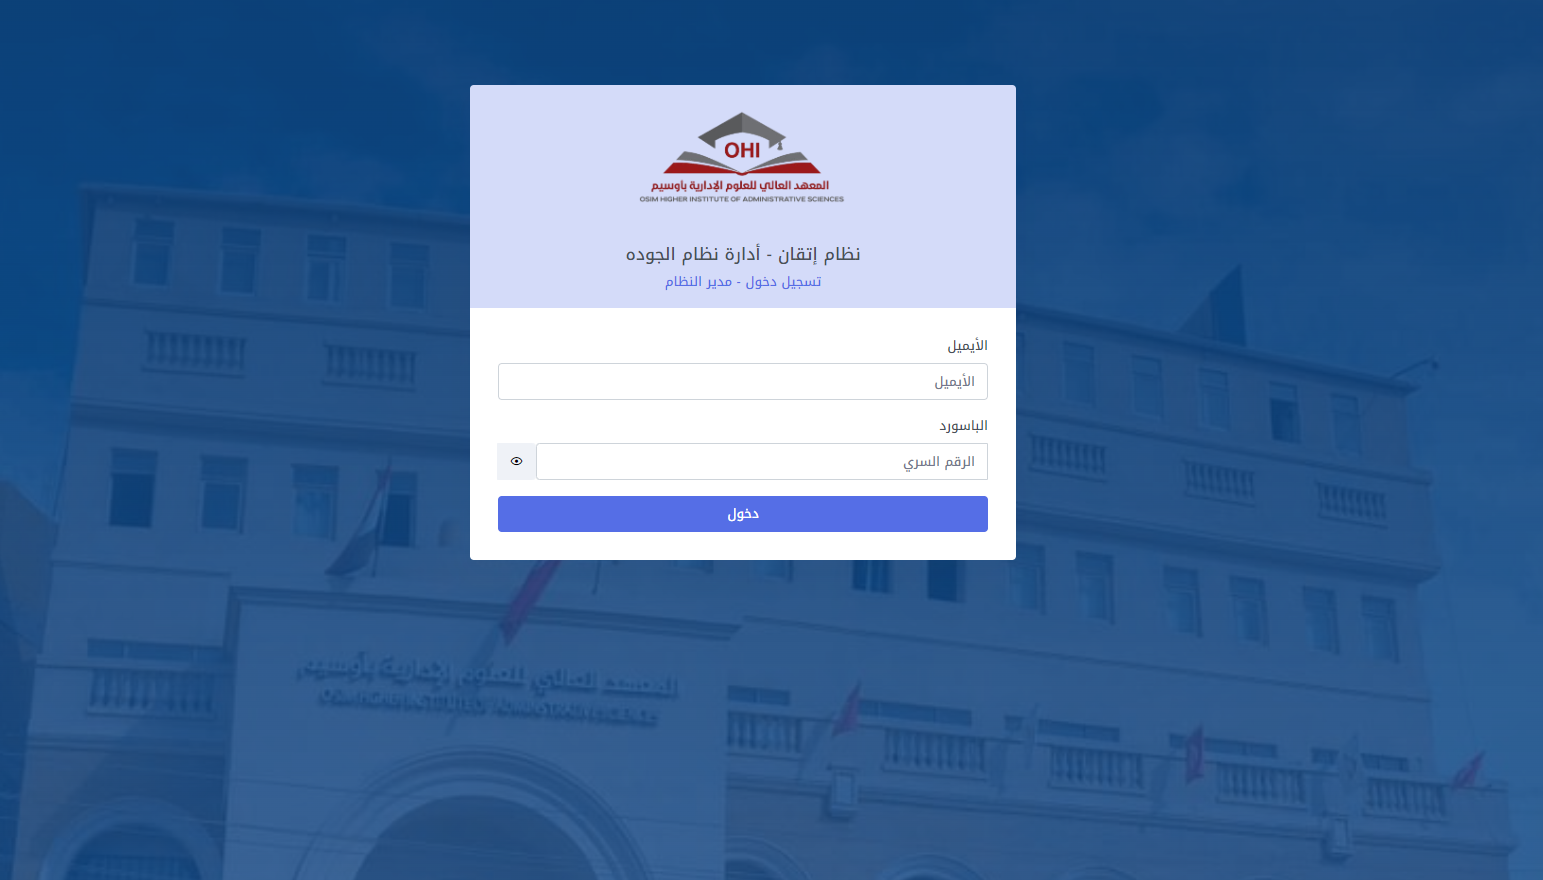 OHI
المعهد العالي للعلوم الإدارية بأوسيم
OSIM HIGHER INSTITUTE OF ADMINISTRATIVE SCIENCES
نظام إتقان - أدارة نظام الجوده
تسجيل دخول - مدير النظام
الأيميل
الأيميل
الباسورد
الرقم السري
دخول
المعهد العالي للعلوم الإدارية بأوسيم
OSIM HIGHER INSTITUTE OF ADMINISTRATIVE SCIENCES